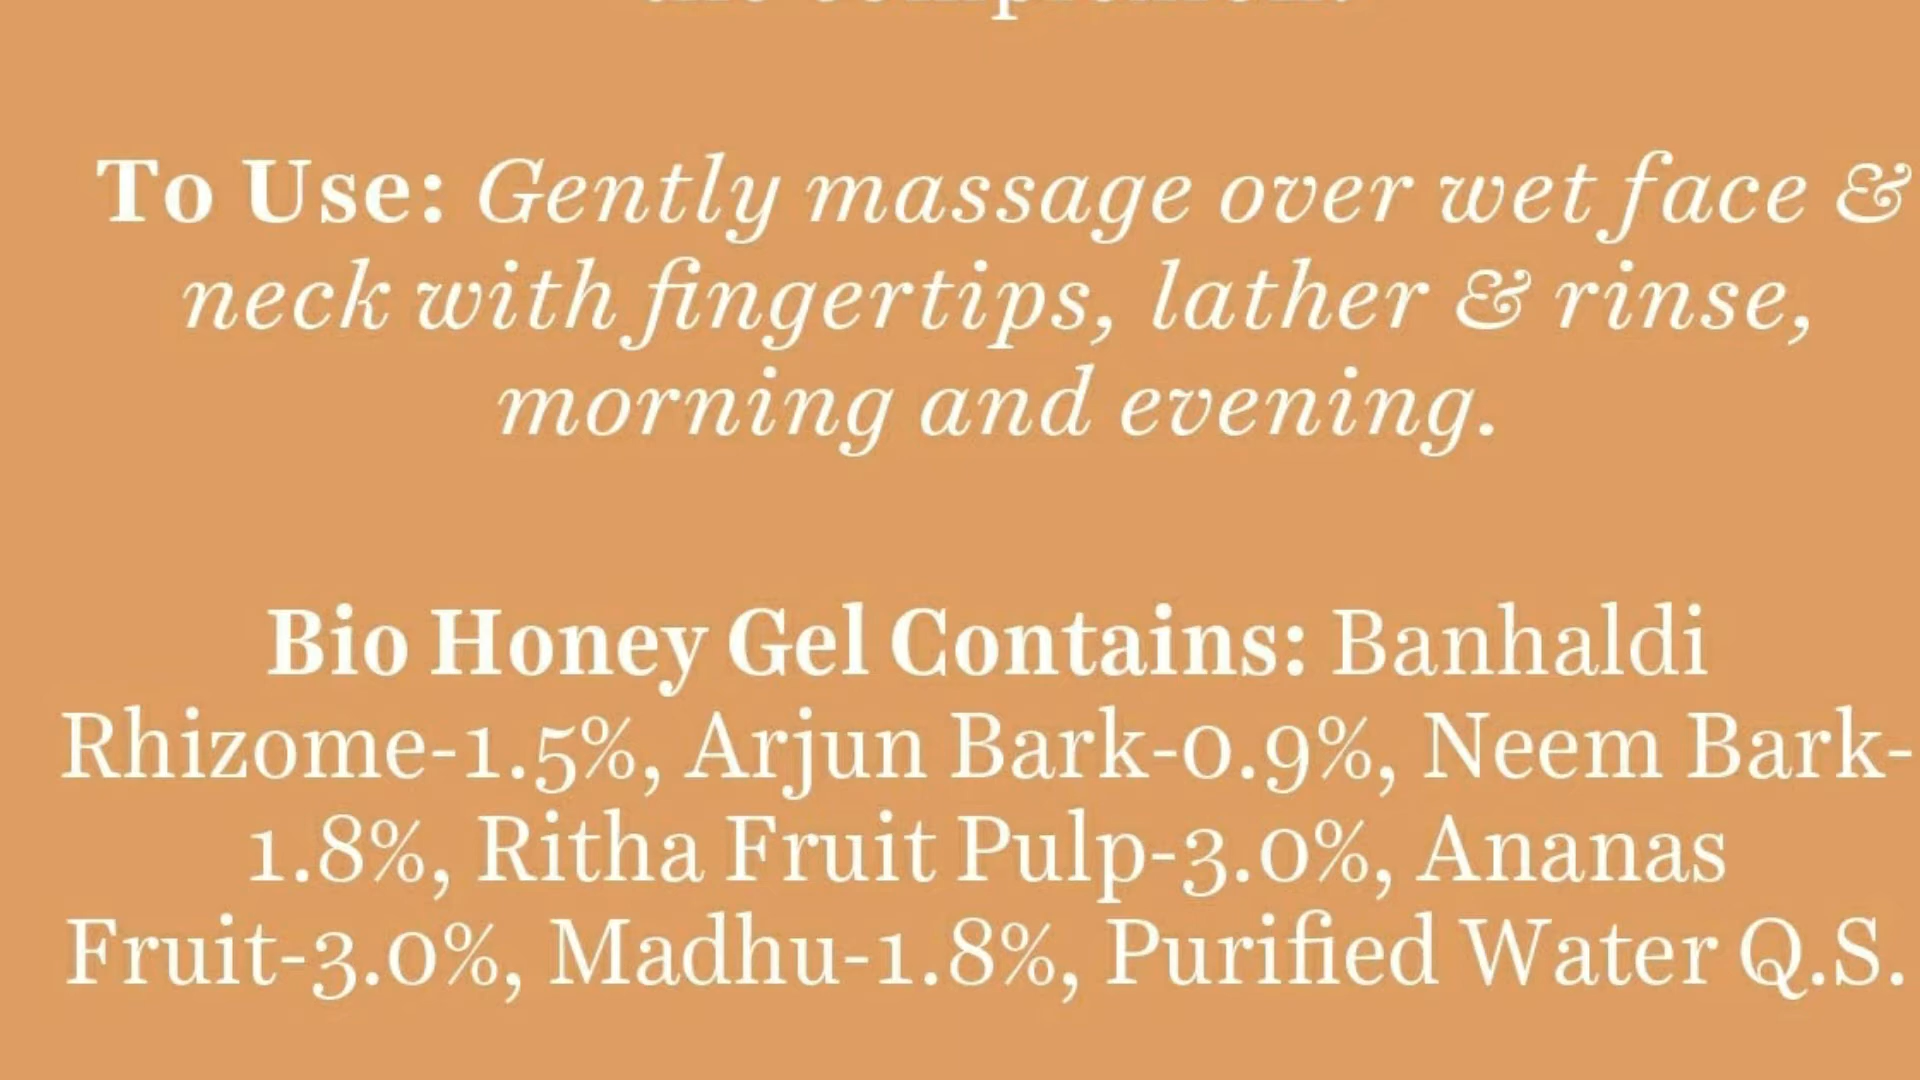 To Use: Gently massage over wet face &
neck with fingertips, lather & rinse,
morning and evening.
Bio Honey Gel Contains: Banhaldi
Rhizome-1.5%, Arjun Bark-0.9%, Neem Bark-
1.8%, Ritha Fruit Pulp-3.0%, Ananas
Fruit-3.0%, Madhu-1.8%, Purified Water Q.S.